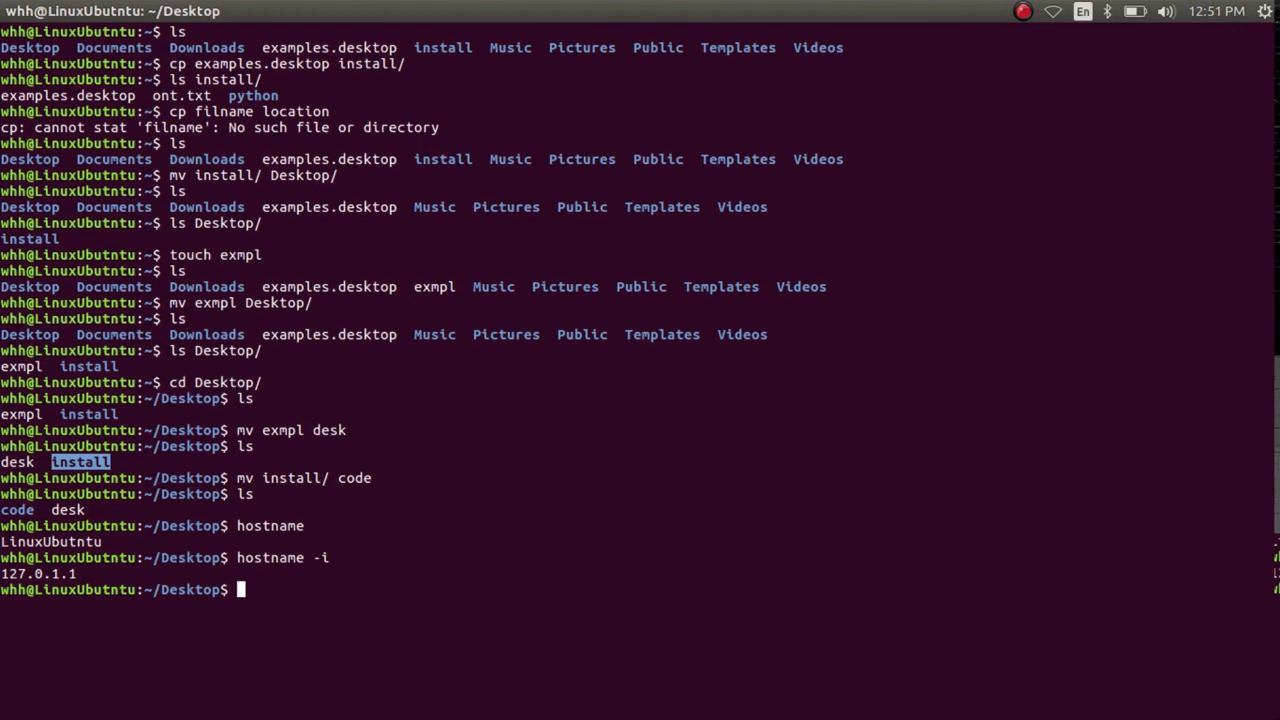 whh@LinuxUbutntu: ~/Desktop En 12:51 PM
whh@LinuxUbutntu:~$ ls
Desktop Documents Downloads examples.desktop install Music Pictures Public Templates Videos
whh@LinuxUbutntu:~$ cp examples.desktop install/
whh@LinuxUbutntu:~$ ls install/
examples.desktop ont.txt python
whh@LinuxUbutntu:~$ cp filname location
cp: cannot stat 'filname': No such file or directory
whh@LinuxUbutntu:~$ ls
Desktop Documents Downloads examples.desktop install Music Pictures Public Templates Videos
whh@LinuxUbutntu:~$ mv install/ Desktop/
whh@LinuxUbutntu:~$ ls
Desktop Documents Downloads examples.desktop Music Pictures Public Templates Videos
whh@LinuxUbutntu:~$ ls Desktop/
install
whh@LinuxUbutntu:~$ touch exmpl
whh@LinuxUbutntu:~$ ls
Desktop Documents Downloads examples.desktop exmpl Music Pictures Public Templates Videos
whh@LinuxUbutntu:~$ mv exmpl Desktop/
whh@LinuxUbutntu:~$ ls
Desktop Documents Downloads examples.desktop Music Pictures Public Templates Videos
whh@LinuxUbutntu:~$ ls Desktop/
exmpl install
whh@LinuxUbutntu:~$ cd Desktop/
whh@LinuxUbutntu:~/Desktop$ ls
exmpl install
whh@LinuxUbutntu:~/Desktop$ mv exmpl desk
whh@LinuxUbutntu:~/Desktop$ ls
desk install
whh@LinuxUbutntu:~/Desktop$ mv install/ code
whh@LinuxUbutntu:~/Desktop$ ls
code desk
whh@LinuxUbutntu:~/Desktop$ hostname
LinuxUbutntu
whh@LinuxUbutntu:~/Desktop$ hostname -i
127.0.1.1
whh@LinuxUbutntu:~/Desktop$